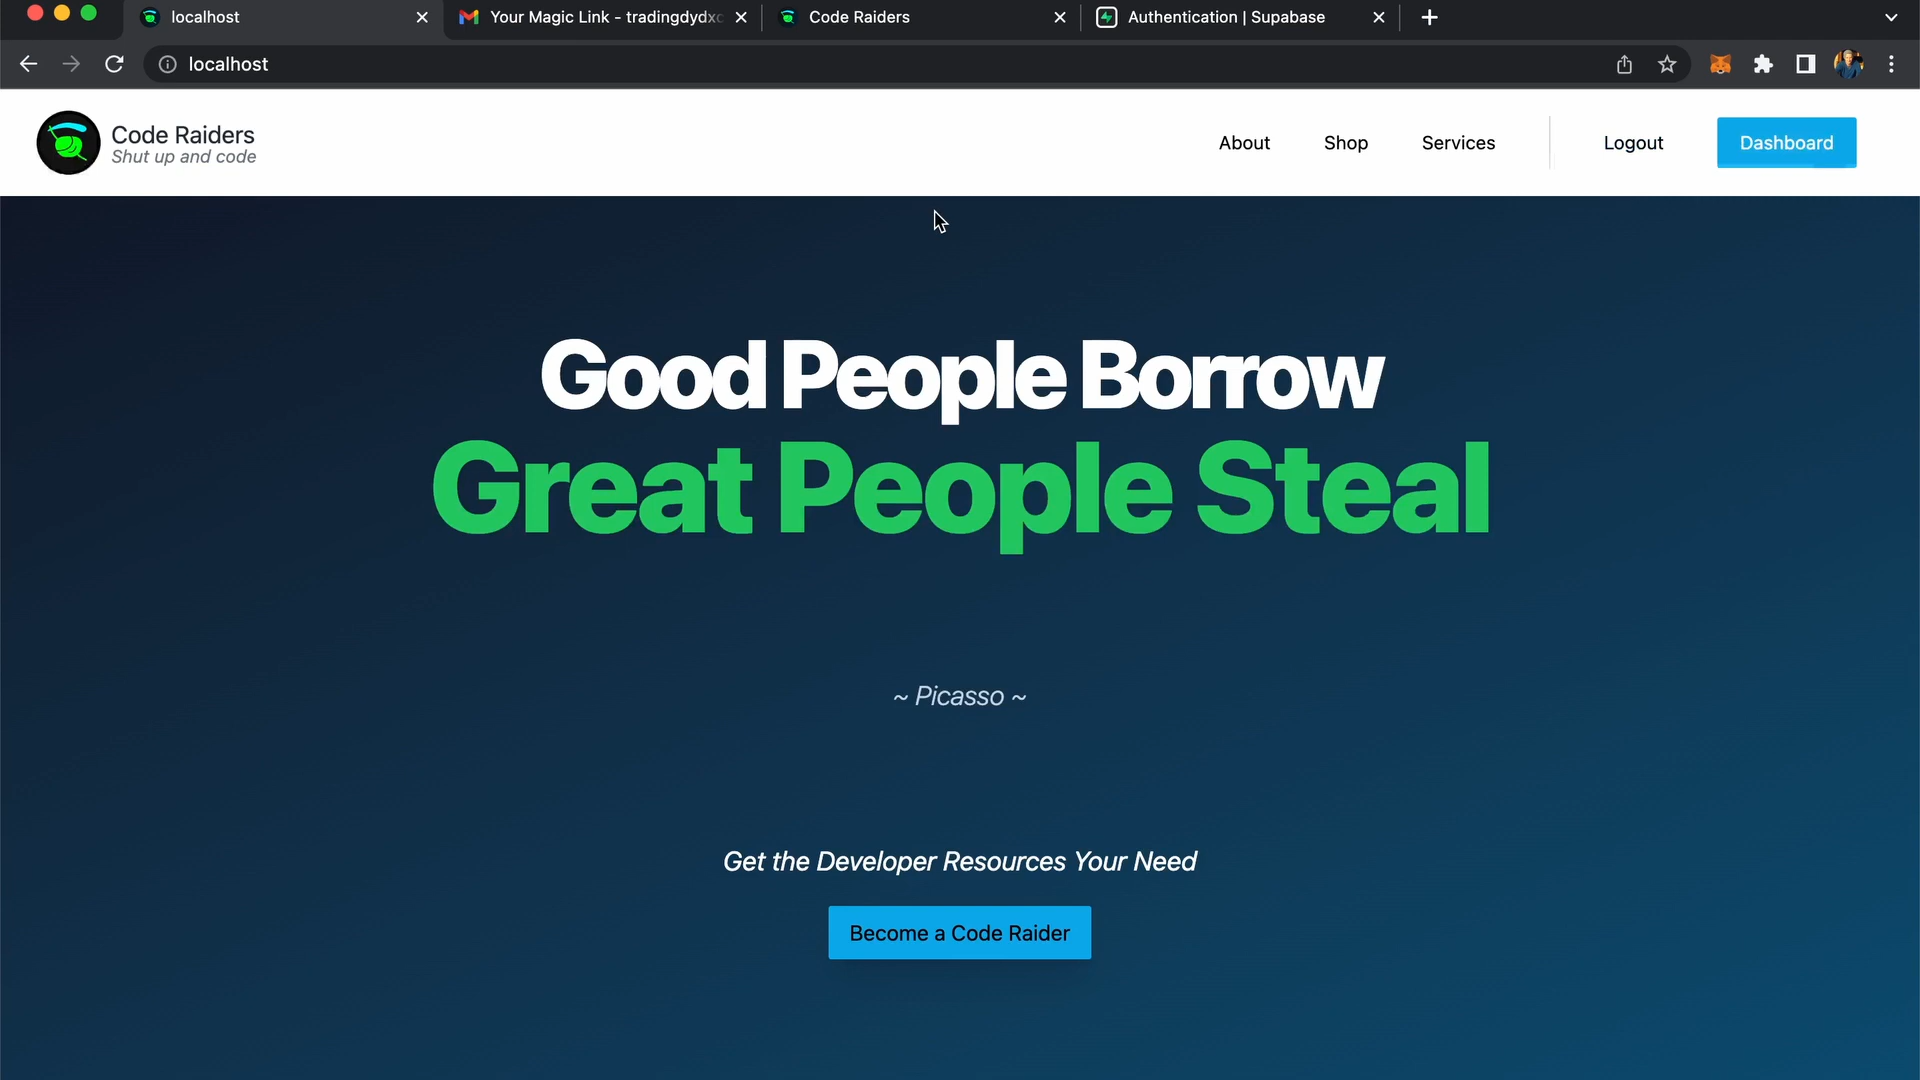 localhost
Your Magic Link - tradingdydx
Code Raiders
Authentication | Supabase
localhost
Code Raiders
Shut up and code
About
Shop
Services
Logout
Dashboard
Good People Borrow
Great People Steal
~ Picasso ~
Get the Developer Resources Your Need
Become a Code Raider